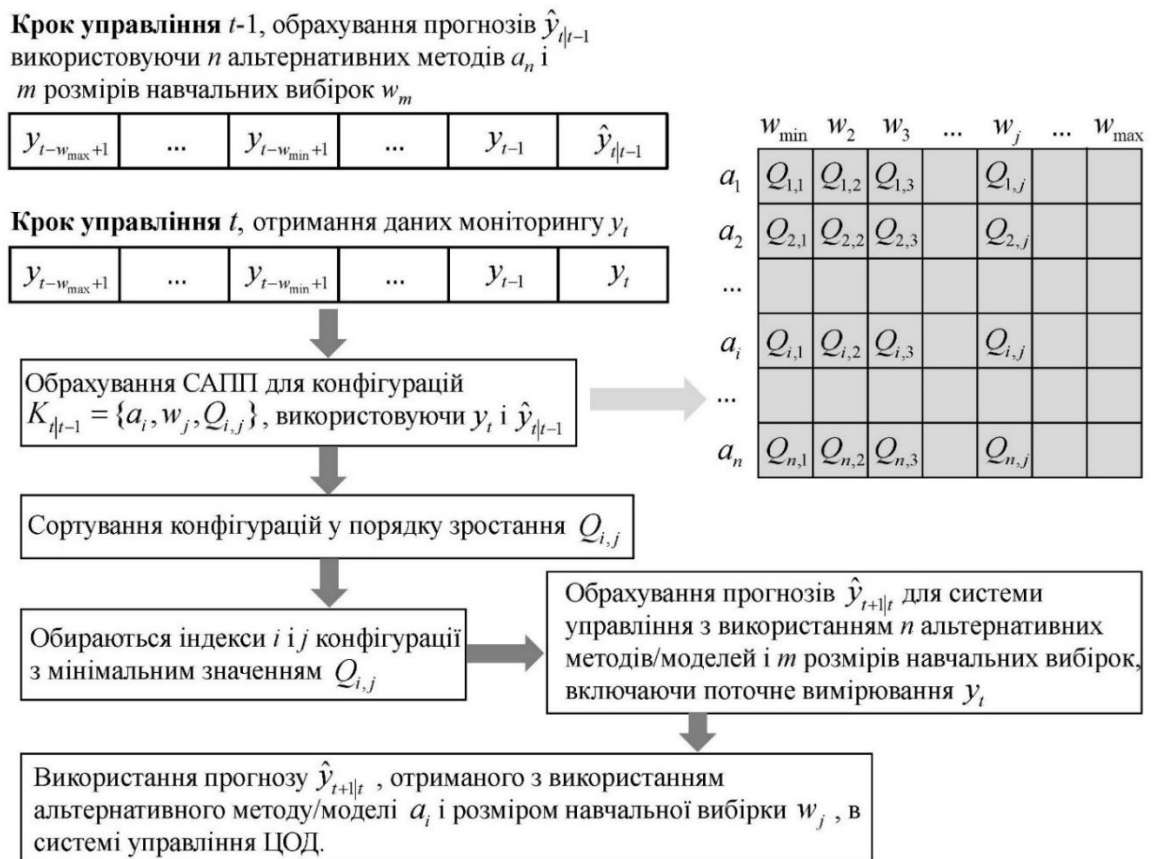 Крок управління t-1, обрахування прогнозів ŷ_{t|t−1}
використовуючи n альтернативних методів a_n і
m розмірів навчальних вибірок w_m
y_{t−w_max+1} ... y_{t−w_min+1} ... y_{t−1} ŷ_{t|t−1}
Крок управління t, отримання даних моніторингу y_t
y_{t−w_max+1} ... y_{t−w_min+1} ... y_{t−1} y_t
w_min w_2 w_3 ... w_j ... w_max
a_1 Q_{1,1} Q_{1,2} Q_{1,3} Q_{1,j}
a_2 Q_{2,1} Q_{2,2} Q_{2,3} Q_{2,j}
...
a_i Q_{i,1} Q_{i,2} Q_{i,3} Q_{i,j}
...
a_n Q_{n,1} Q_{n,2} Q_{n,3} Q_{n,j}
Обрахування САПП для конфігурацій
K_{t|t−1} = {a_i, w_j, Q_{i,j}}, використовуючи y_t і ŷ_{t|t−1}
Сортування конфігурацій у порядку зростання Q_{i,j}
Обираються індекси i і j конфігурації
з мінімальним значенням Q_{i,j}
Обрахування прогнозів ŷ_{t+1|t} для системи
управління з використанням n альтернативних
методів/моделей і m розмірів навчальних вибірок,
включаючи поточне вимірювання y_t
Використання прогнозу ŷ_{t+1|t} , отриманого з використанням
альтернативного методу/моделі a_i і розміром навчальної вибірки w_j , в
системі управління ЦОД.